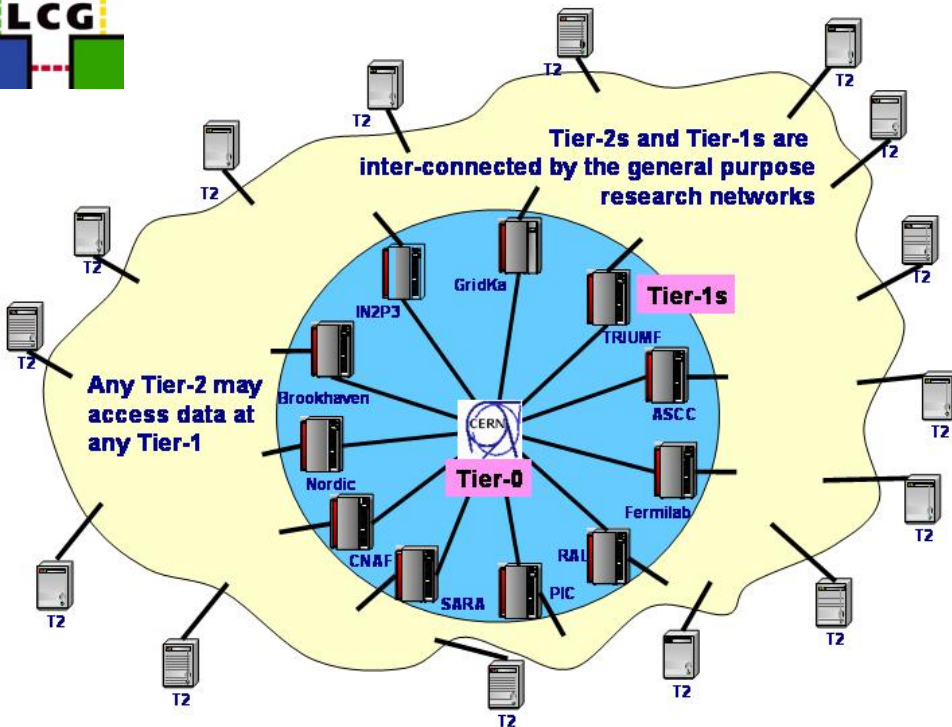 LCG
T2
T2
T2
T2
Tier-2s and Tier-1s are
inter-connected by the general purpose
research networks
T2
T2
T2
T2
GridKa
IN2P3
Tier-1s
TRIUMF
Any Tier-2 may
access data at
any Tier-1
Brookhaven
ASCC
CERN
Tier-0
T2
Nordic
Fermilab
T2
CNAF
RAL
SARA
PIC
T2
T2
T2
T2
T2